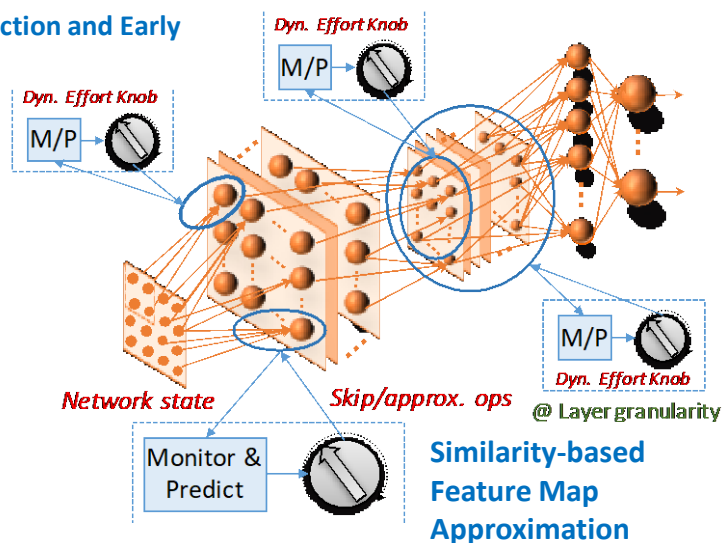 ction and Early
Dyn. Effort Knob
M/P
Dyn. Effort Knob
M/P
M/P
Dyn. Effort Knob
@ Layer granularity
Network state
Skip/approx. ops
Monitor &
Predict
Similarity-based
Feature Map
Approximation